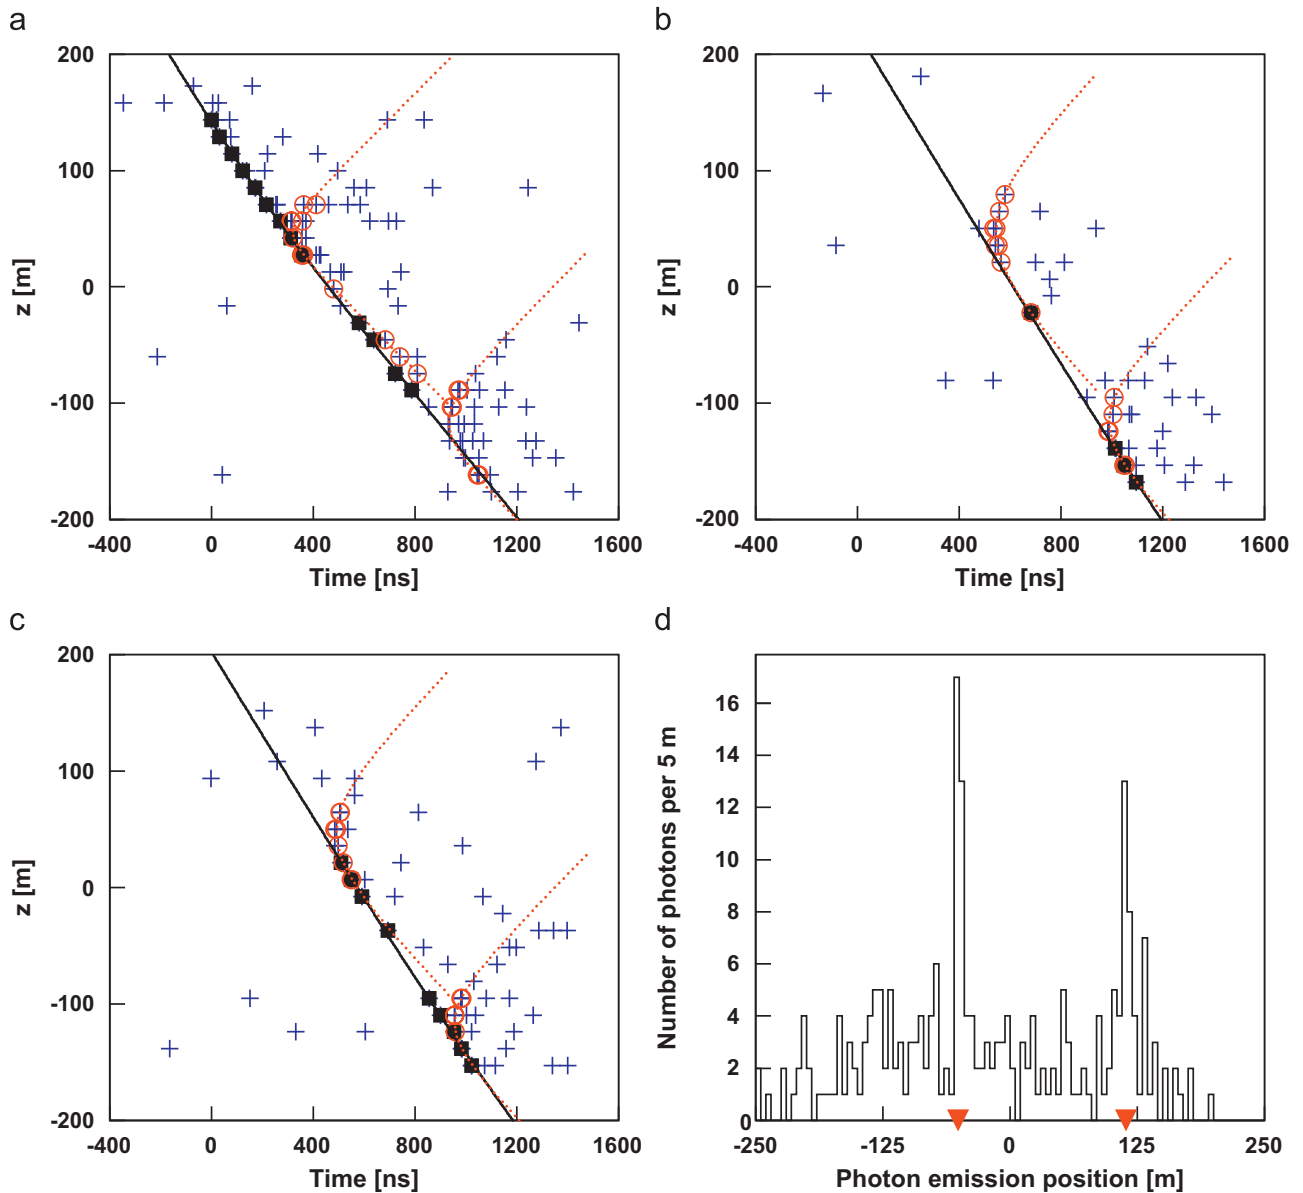 a
200
100
0
-100
-200
z [m]
-400 0 400 800 1200 1600
Time [ns]
b
200
100
0
-100
-200
z [m]
-400 0 400 800 1200 1600
Time [ns]
c
200
100
0
-100
-200
z [m]
-400 0 400 800 1200 1600
Time [ns]
d
16
14
12
10
8
6
4
2
0
Number of photons per 5 m
-250 -125 0 125 250
Photon emission position [m]